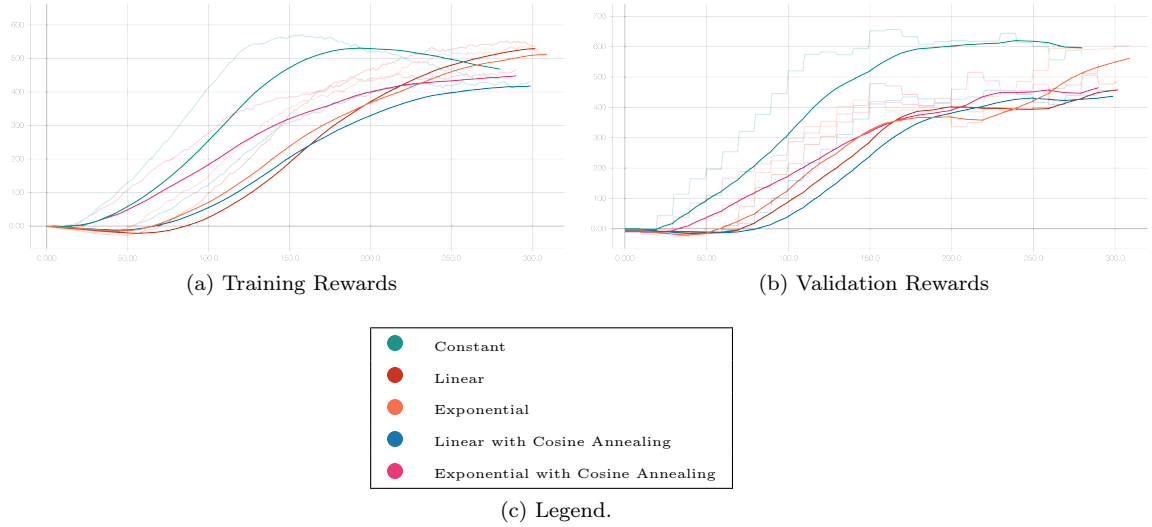 600
500
400
300
200
100
0.00
0.000 50.00 100.0 150.0 200.0 250.0 300.0
(a) Training Rewards
700
600
500
400
300
200
100
0.00
0.000 50.00 100.0 150.0 200.0 250.0 300.0
(b) Validation Rewards
Constant
Linear
Exponential
Linear with Cosine Annealing
Exponential with Cosine Annealing
(c) Legend.